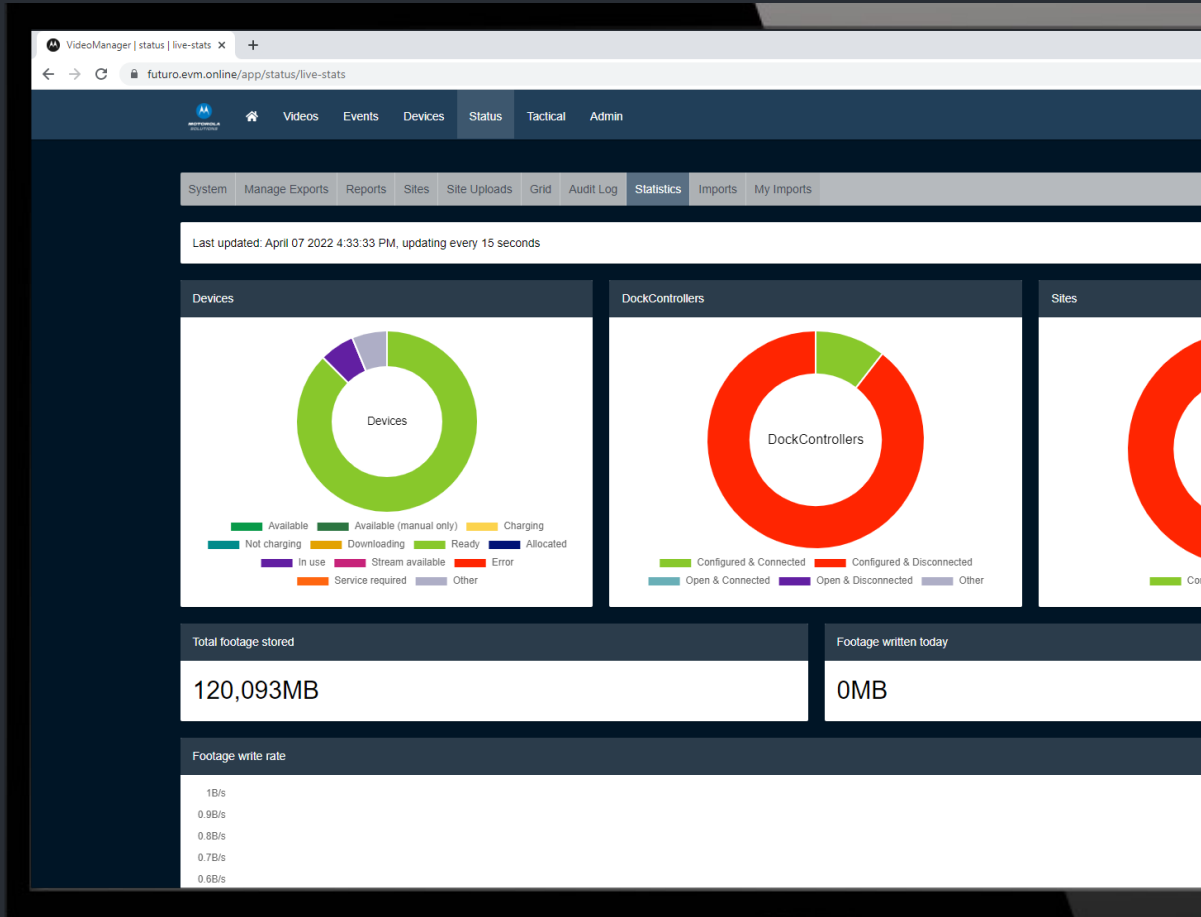 VideoManager | status | live-stats
futuro.evm.online/app/status/live-stats
MOTOROLA
SOLUTIONS
Videos Events Devices Status Tactical Admin
System Manage Exports Reports Sites Site Uploads Grid Audit Log Statistics Imports My Imports
Last updated: April 07 2022 4:33:33 PM, updating every 15 seconds
Devices
Devices
Available Available (manual only) Charging
Not charging Downloading Ready Allocated
In use Stream available Error
Service required Other
DockControllers
DockControllers
Configured & Connected Configured & Disconnected
Open & Connected Open & Disconnected Other
Sites
Total footage stored
120,093MB
Footage written today
0MB
Footage write rate
1B/s
0.9B/s
0.8B/s
0.7B/s
0.6B/s